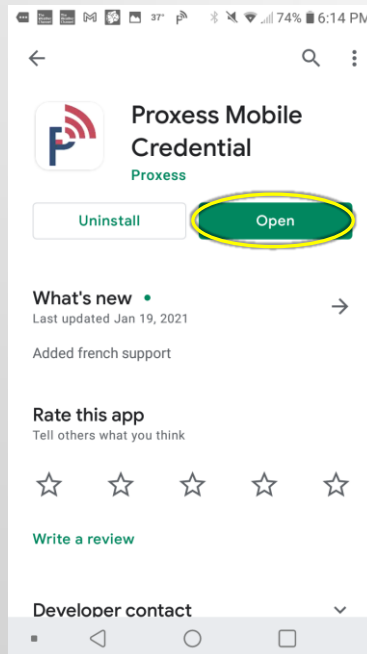 37° 74% 6:14 PM
Proxess Mobile
Credential
Proxess
Uninstall
Open
What's new •
Last updated Jan 19, 2021
Added french support
Rate this app
Tell others what you think
Write a review
Developer contact